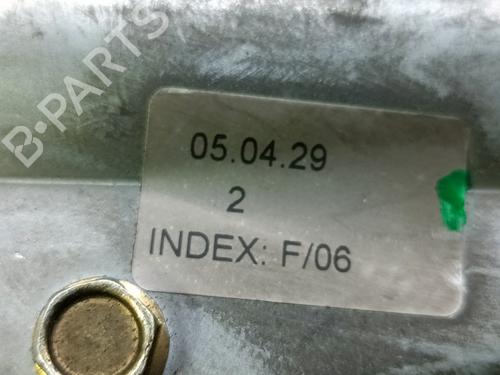 B-PARTS
05.04.29
2
INDEX: F/06